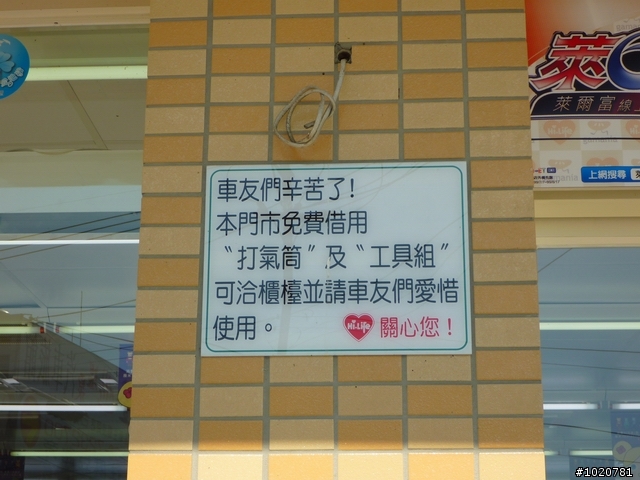 車友們辛苦了!
本門市免費借用
“打氣筒”及“工具組”
可洽櫃檯並請車友們愛惜
使用。
Hi-Life 關心您!
萊
萊爾富線上
上網搜尋
#1020781